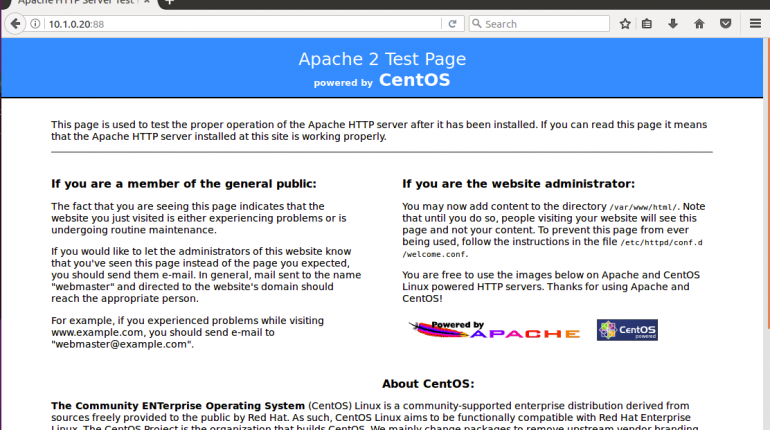 Apache HTTP Server Test
10.1.0.20:88
Search
Apache 2 Test Page
powered by CentOS
This page is used to test the proper operation of the Apache HTTP server after it has been installed. If you can read this page it means
that the Apache HTTP server installed at this site is working properly.
If you are a member of the general public:
The fact that you are seeing this page indicates that the
website you just visited is either experiencing problems or is
undergoing routine maintenance.
If you would like to let the administrators of this website know
that you've seen this page instead of the page you expected,
you should send them e-mail. In general, mail sent to the name
"webmaster" and directed to the website's domain should
reach the appropriate person.
For example, if you experienced problems while visiting
www.example.com, you should send e-mail to
"webmaster@example.com".
If you are the website administrator:
You may now add content to the directory /var/www/html/. Note
that until you do so, people visiting your website will see this
page and not your content. To prevent this page from ever
being used, follow the instructions in the file /etc/httpd/conf.d
/welcome.conf.
You are free to use the images below on Apache and CentOS
Linux powered HTTP servers. Thanks for using Apache and
CentOS!
Powered by
APACHE
CentOS
powered
About CentOS:
The Community ENTerprise Operating System (CentOS) Linux is a community-supported enterprise distribution derived from
sources freely provided to the public by Red Hat. As such, CentOS Linux aims to be functionally compatible with Red Hat Enterprise
Linux. The CentOS Project is the organization that builds CentOS. We mainly change packages to remove upstream vendor branding